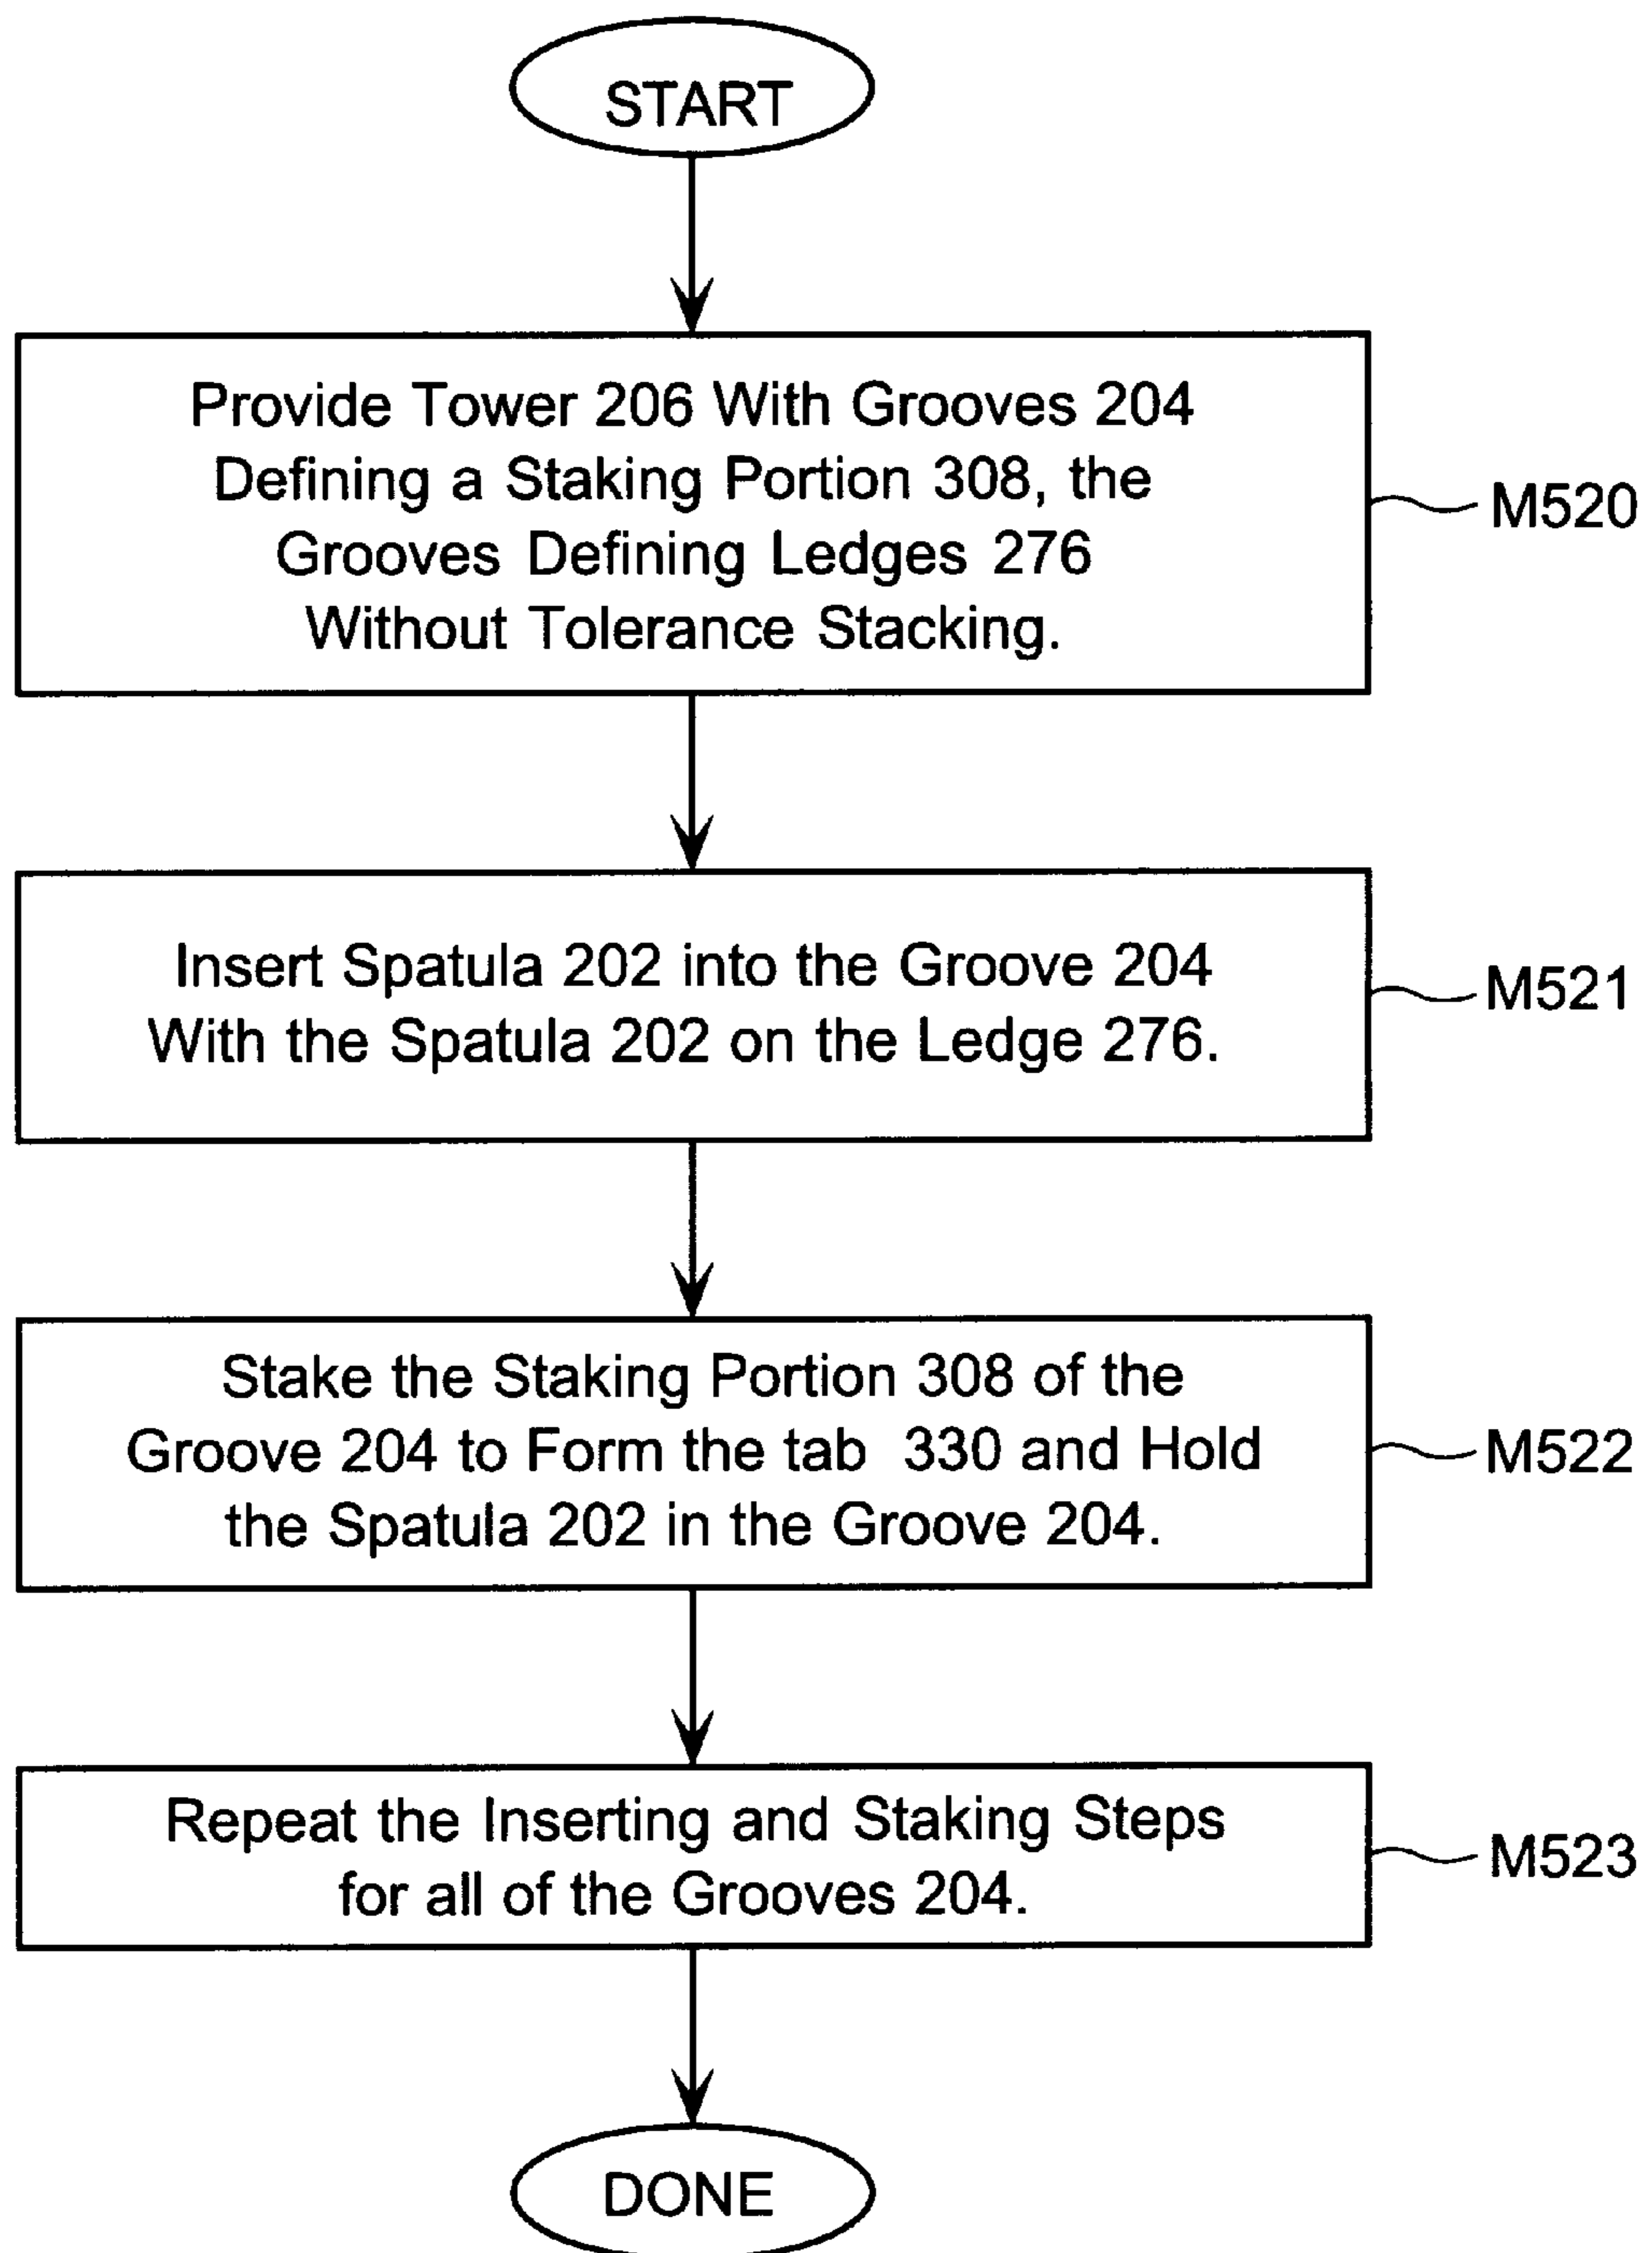 START
Provide Tower 206 With Grooves 204
Defining a Staking Portion 308, the
Grooves Defining Ledges 276
Without Tolerance Stacking.
M520
Insert Spatula 202 into the Groove 204
With the Spatula 202 on the Ledge 276.
M521
Stake the Staking Portion 308 of the
Groove 204 to Form the tab 330 and Hold
the Spatula 202 in the Groove 204.
M522
Repeat the Inserting and Staking Steps
for all of the Grooves 204.
M523
DONE